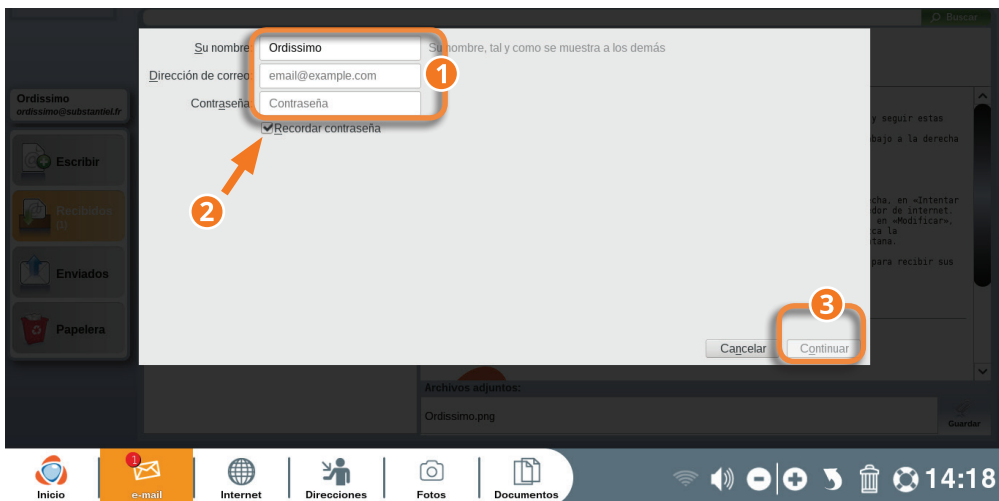 Buscar
Su nombre
Ordissimo
Su nombre, tal y como se muestra a los demás
1
Dirección de correo
email@example.com
Contraseña
Contraseña
Recordar contraseña
2
Ordissimo
ordissimo@substantiel.fr
Escribir
Recibidos
(1)
Enviados
Papelera
y seguir estas
bajo a la derecha
cha, en «Intentar
dor de internet.
en «Modificar»,
ca la
tana.
para recibir sus
3
Cancelar
Continuar
Archivos adjuntos:
Ordissimo.png
Guardar
1
Inicio
e-mail
Internet
Direcciones
Fotos
Documentos
14:18